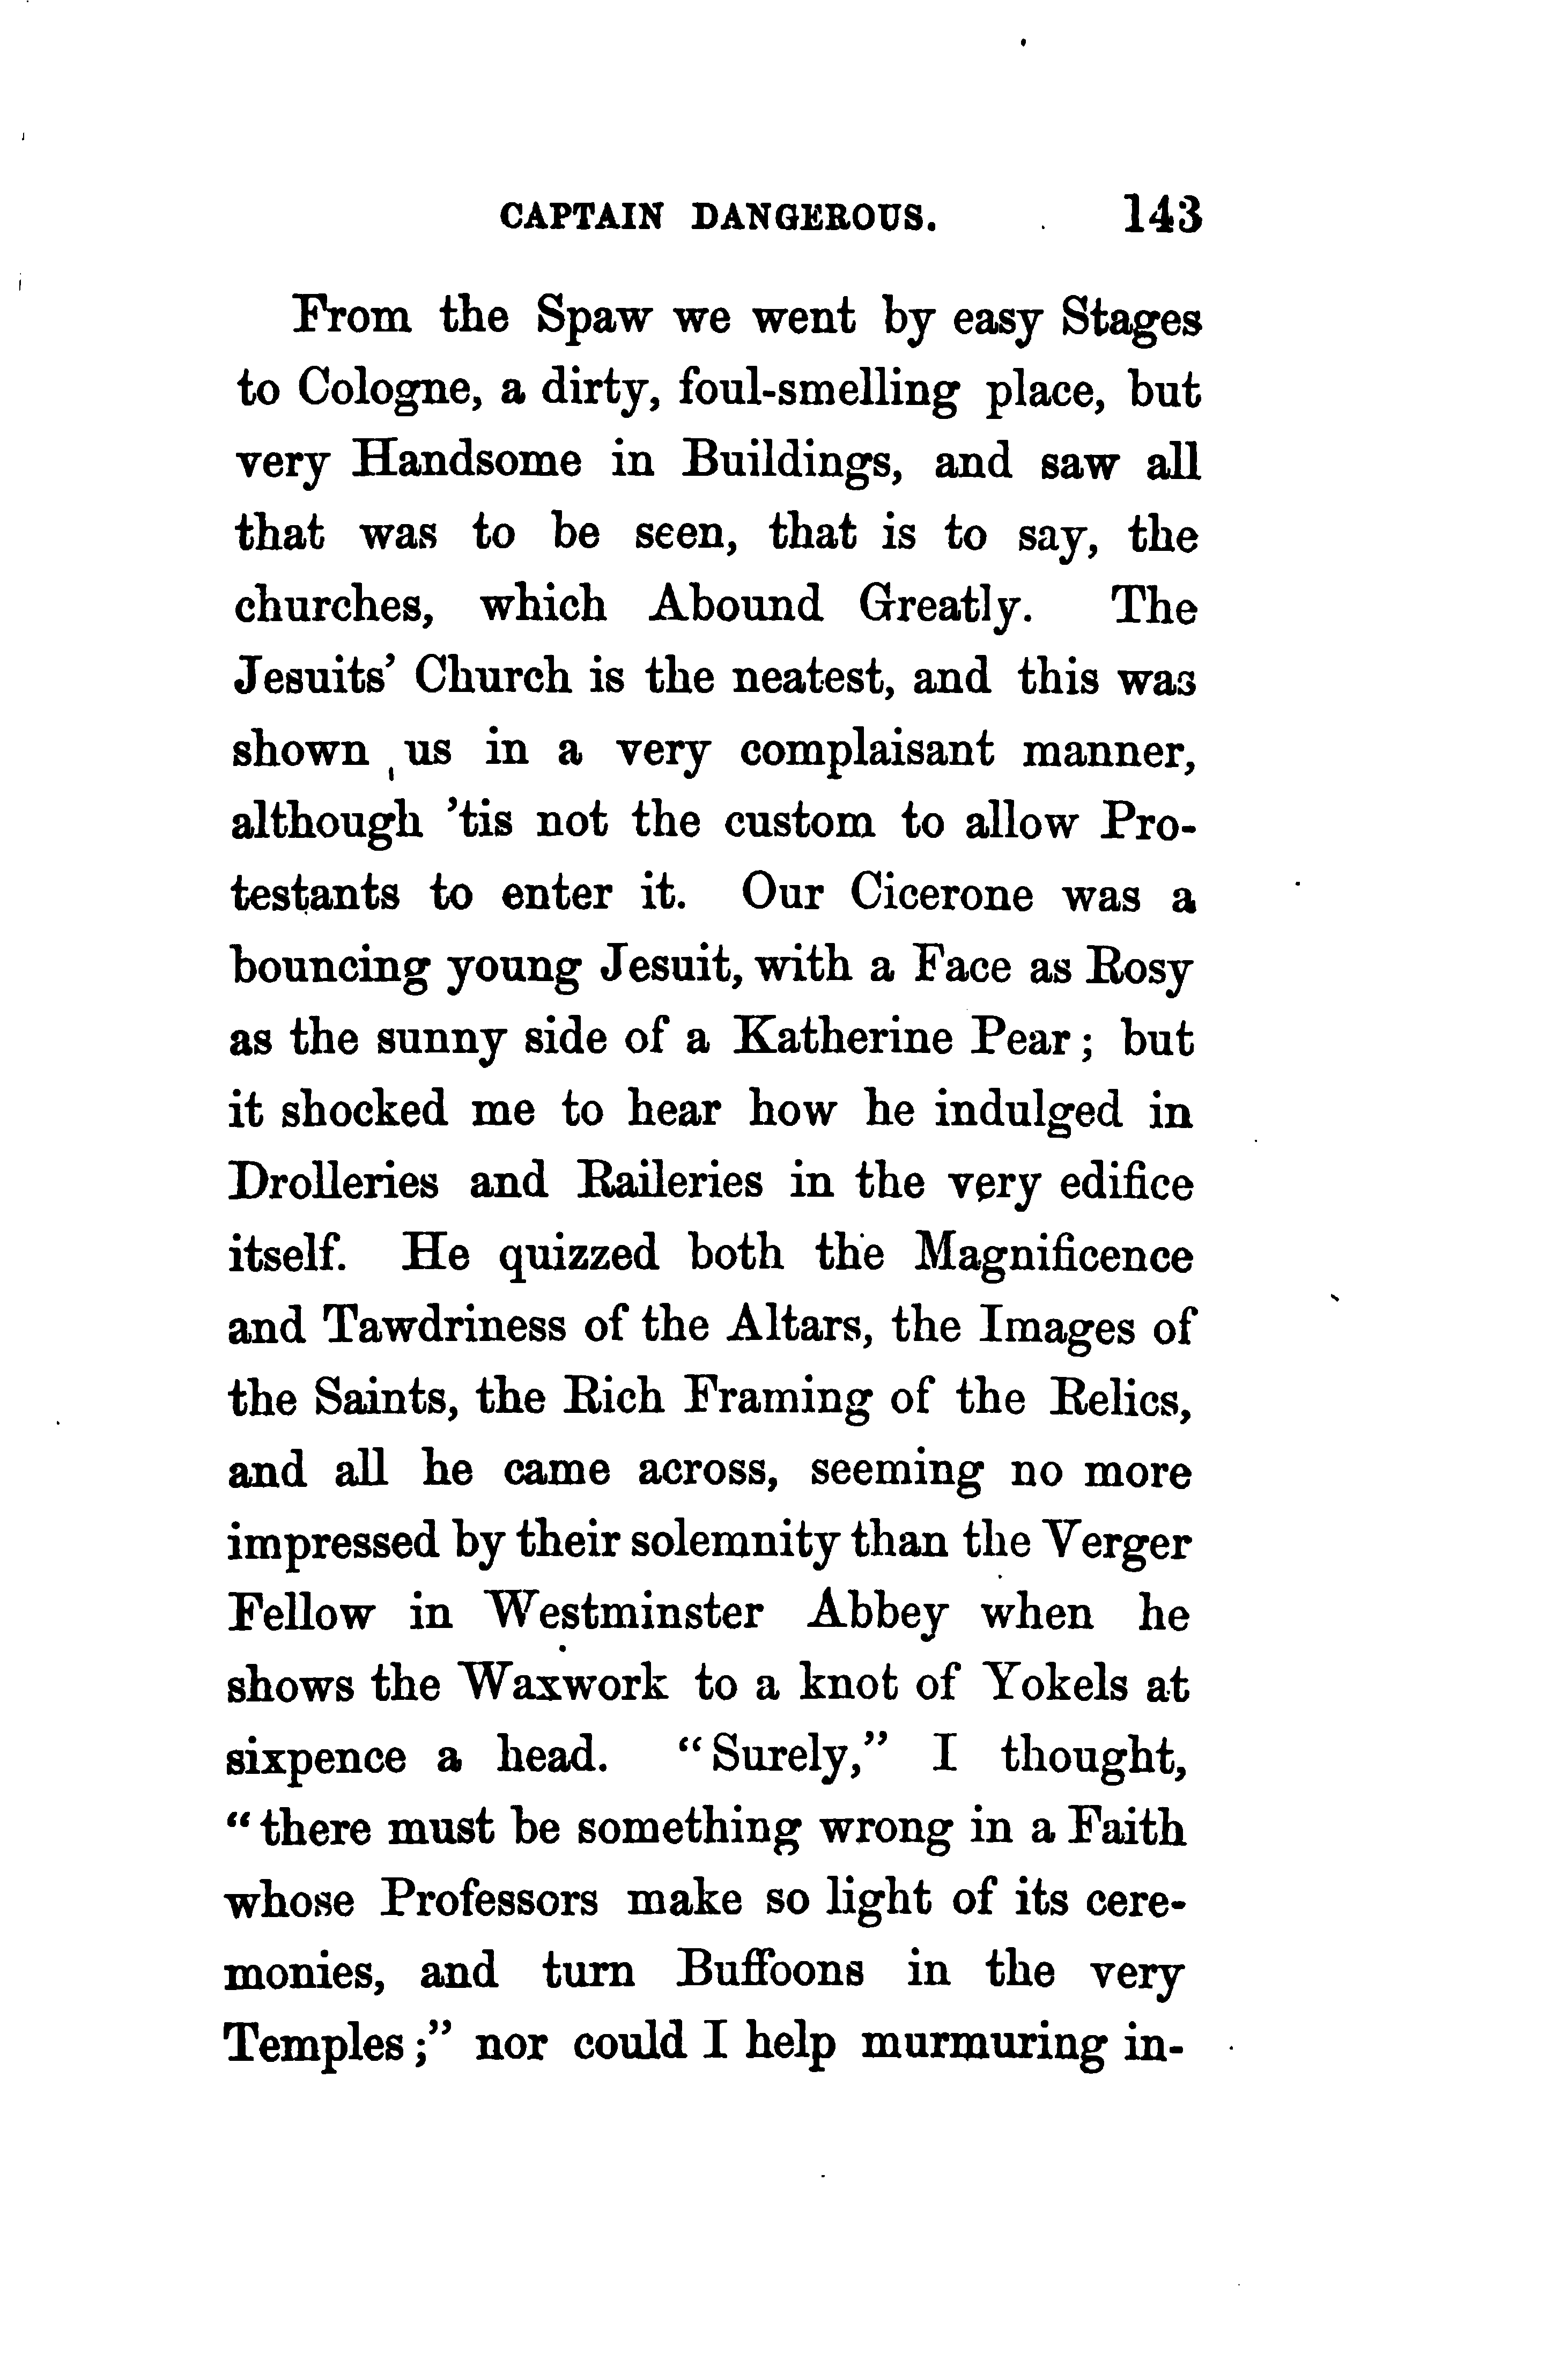 CAPTAIN DANGEROUS. 143
From the Spaw we went by easy Stages
to Cologne, a dirty, foul-smelling place, but
very Handsome in Buildings, and saw all
that was to be seen, that is to say, the
churches, which Abound Greatly. The
Jesuits’ Church is the neatest, and this was
shown us in a very complaisant manner,
although ’tis not the custom to allow Pro-
testants to enter it. Our Cicerone was a
bouncing young Jesuit, with a Face as Rosy
as the sunny side of a Katherine Pear; but
it shocked me to hear how he indulged in
Drolleries and Raileries in the very edifice
itself. He quizzed both the Magnificence
and Tawdriness of the Altars, the Images of
the Saints, the Rich Framing of the Relics,
and all he came across, seeming no more
impressed by their solemnity than the Verger
Fellow in Westminster Abbey when he
shows the Waxwork to a knot of Yokels at
sixpence a head. “Surely,” I thought,
“there must be something wrong in a Faith
whose Professors make so light of its cere-
monies, and turn Buffoons in the very
Temples;” nor could I help murmuring in-